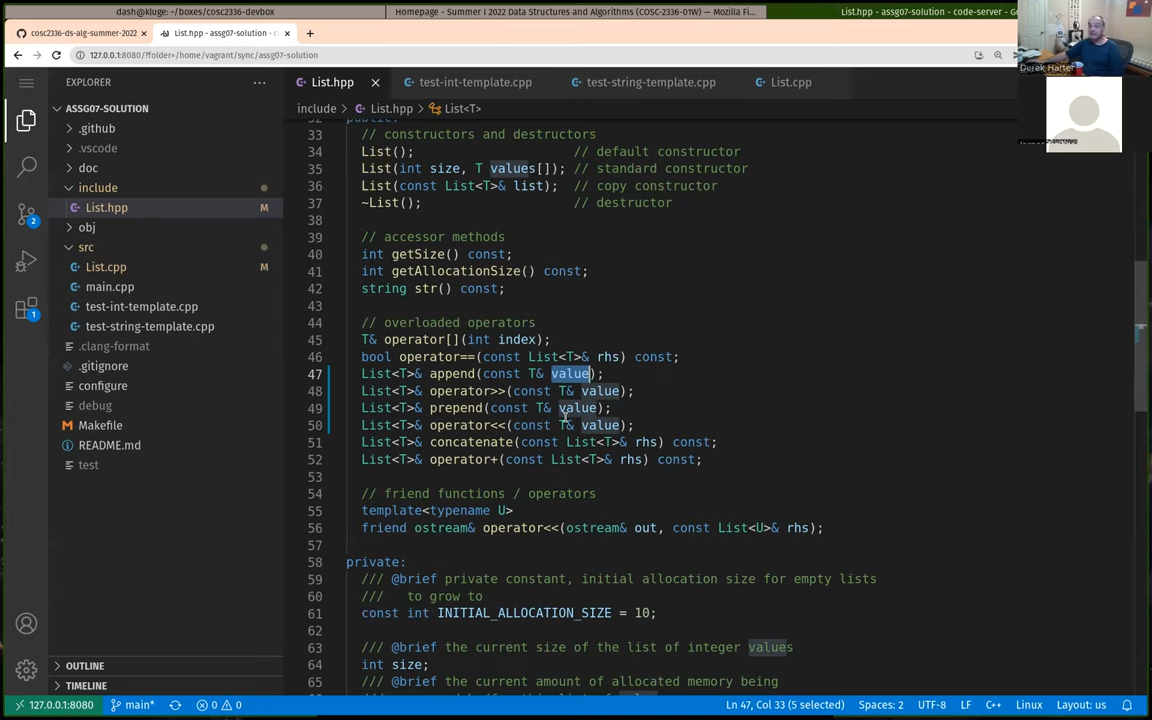 dash@kluge: ~/boxes/cosc2336-devbox
Homepage - Summer I 2022 Data Structures and Algorithms (COSC-2336-01W) — Mozilla Fi
List.hpp - assg07-solution - code-server -
cosc2336-ds-alg-summer-2022
List.hpp - assg07-solution - c
127.0.0.1:8080/?folder=/home/vagrant/sync/assg07-solution
Derek Harter
EXPLORER
List.hpp
test-int-template.cpp
test-string-template.cpp
List.cpp
include > List.hpp > List<T>
ASSG07-SOLUTION
.github
.vscode
doc
include
List.hpp M
obj
src
List.cpp M
main.cpp
test-int-template.cpp
test-string-template.cpp
.clang-format
.gitignore
configure
debug
Makefile
README.md
test
OUTLINE
TIMELINE
2
1
32 public:
33 // constructors and destructors
34 List(); // default constructor
35 List(int size, T values[]); // standard constructor
36 List(const List<T>& list); // copy constructor
37 ~List(); // destructor
38
39 // accessor methods
40 int getSize() const;
41 int getAllocationSize() const;
42 string str() const;
43
44 // overloaded operators
45 T& operator[](int index);
46 bool operator==(const List<T>& rhs) const;
47 List<T>& append(const T& value);
48 List<T>& operator>>(const T& value);
49 List<T>& prepend(const T& value);
50 List<T>& operator<<(const T& value);
51 List<T>& concatenate(const List<T>& rhs) const;
52 List<T>& operator+(const List<T>& rhs) const;
53
54 // friend functions / operators
55 template<typename U>
56 friend ostream& operator<<(ostream& out, const List<U>& rhs);
57
58 private:
59 /// @brief private constant, initial allocation size for empty lists
60 /// to grow to
61 const int INITIAL_ALLOCATION_SIZE = 10;
62
63 /// @brief the current size of the list of integer values
64 int size;
65 /// @brief the current amount of allocated memory being
127.0.0.1:8080 main* 0 0 Ln 47, Col 33 (5 selected) Spaces: 2 UTF-8 LF C++ Linux Layout: us